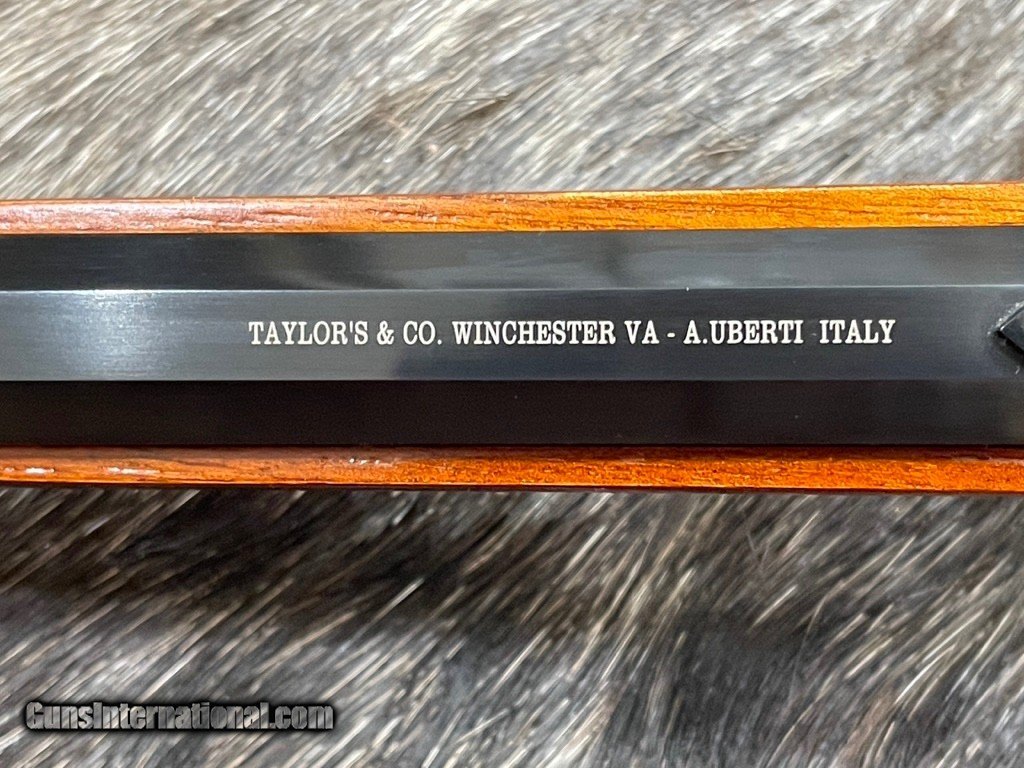 TAYLOR'S & CO. WINCHESTER VA - A.UBERTI ITALY
GunsInternational.com